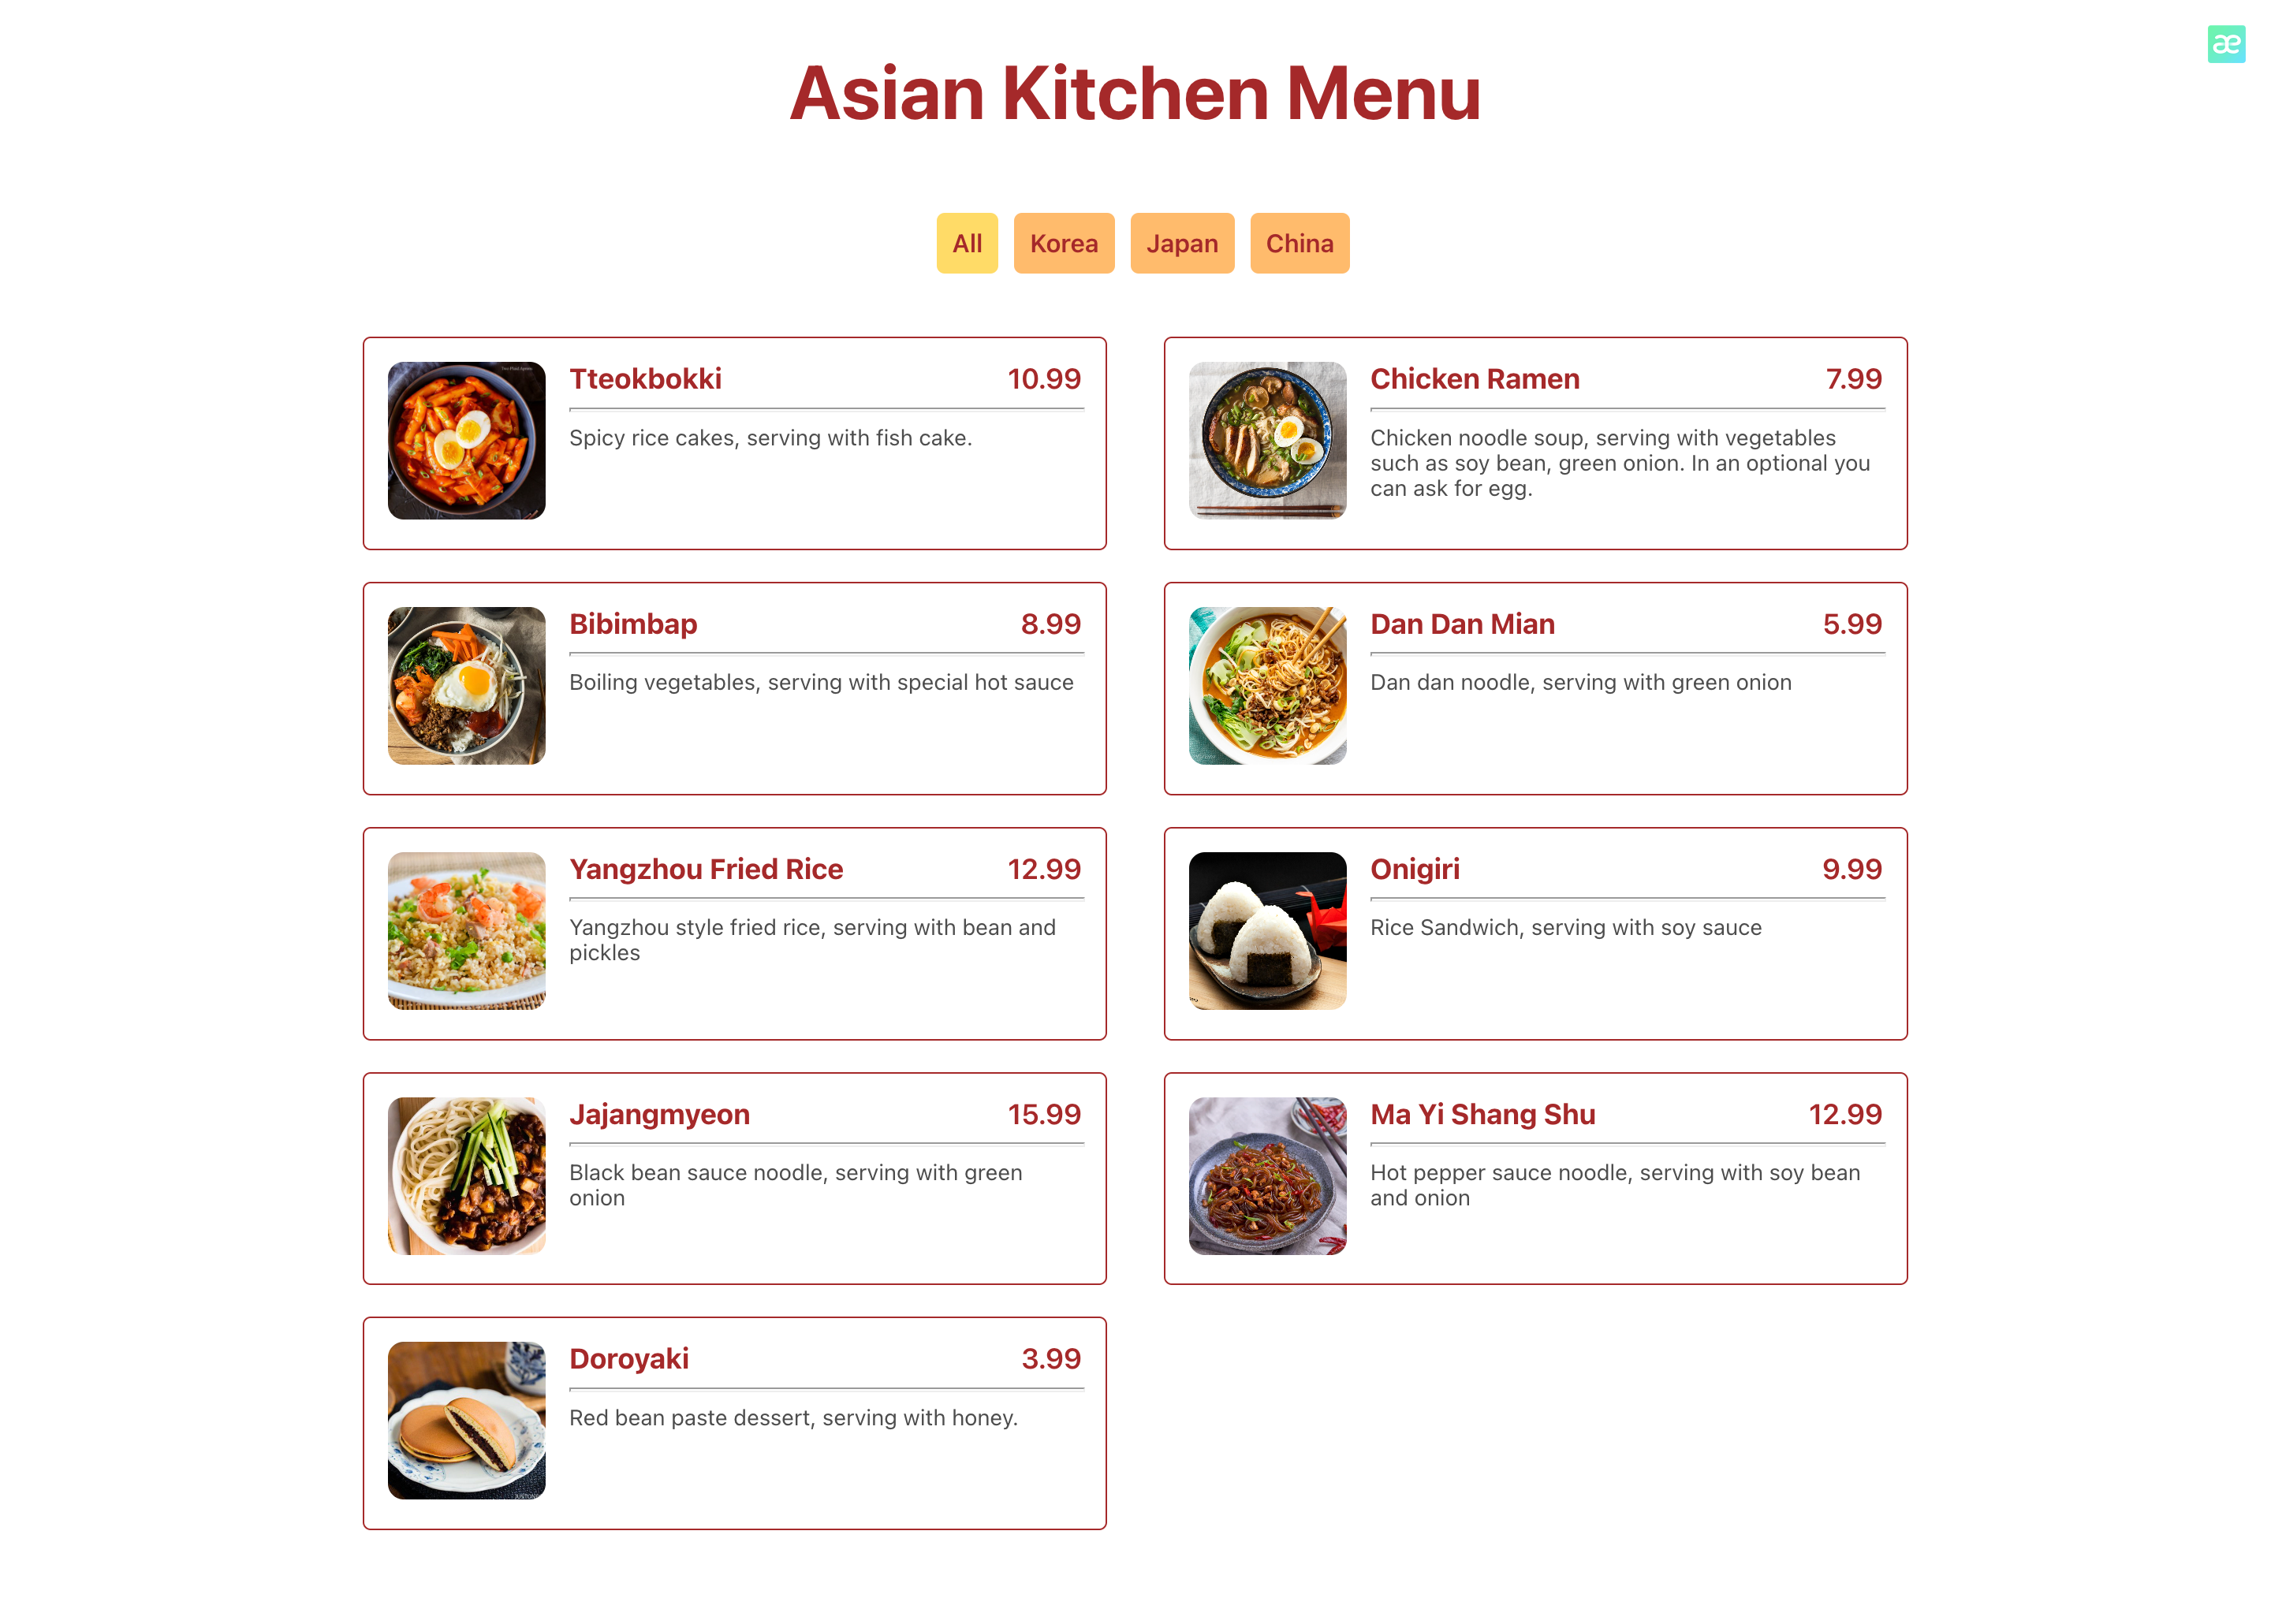 æ
Asian Kitchen Menu
All
Korea
Japan
China
Tteokbokki 10.99
Spicy rice cakes, serving with fish cake.
Chicken Ramen 7.99
Chicken noodle soup, serving with vegetables
such as soy bean, green onion. In an optional you
can ask for egg.
Bibimbap 8.99
Boiling vegetables, serving with special hot sauce
Dan Dan Mian 5.99
Dan dan noodle, serving with green onion
Yangzhou Fried Rice 12.99
Yangzhou style fried rice, serving with bean and
pickles
Onigiri 9.99
Rice Sandwich, serving with soy sauce
Jajangmyeon 15.99
Black bean sauce noodle, serving with green
onion
Ma Yi Shang Shu 12.99
Hot pepper sauce noodle, serving with soy bean
and onion
Doroyaki 3.99
Red bean paste dessert, serving with honey.